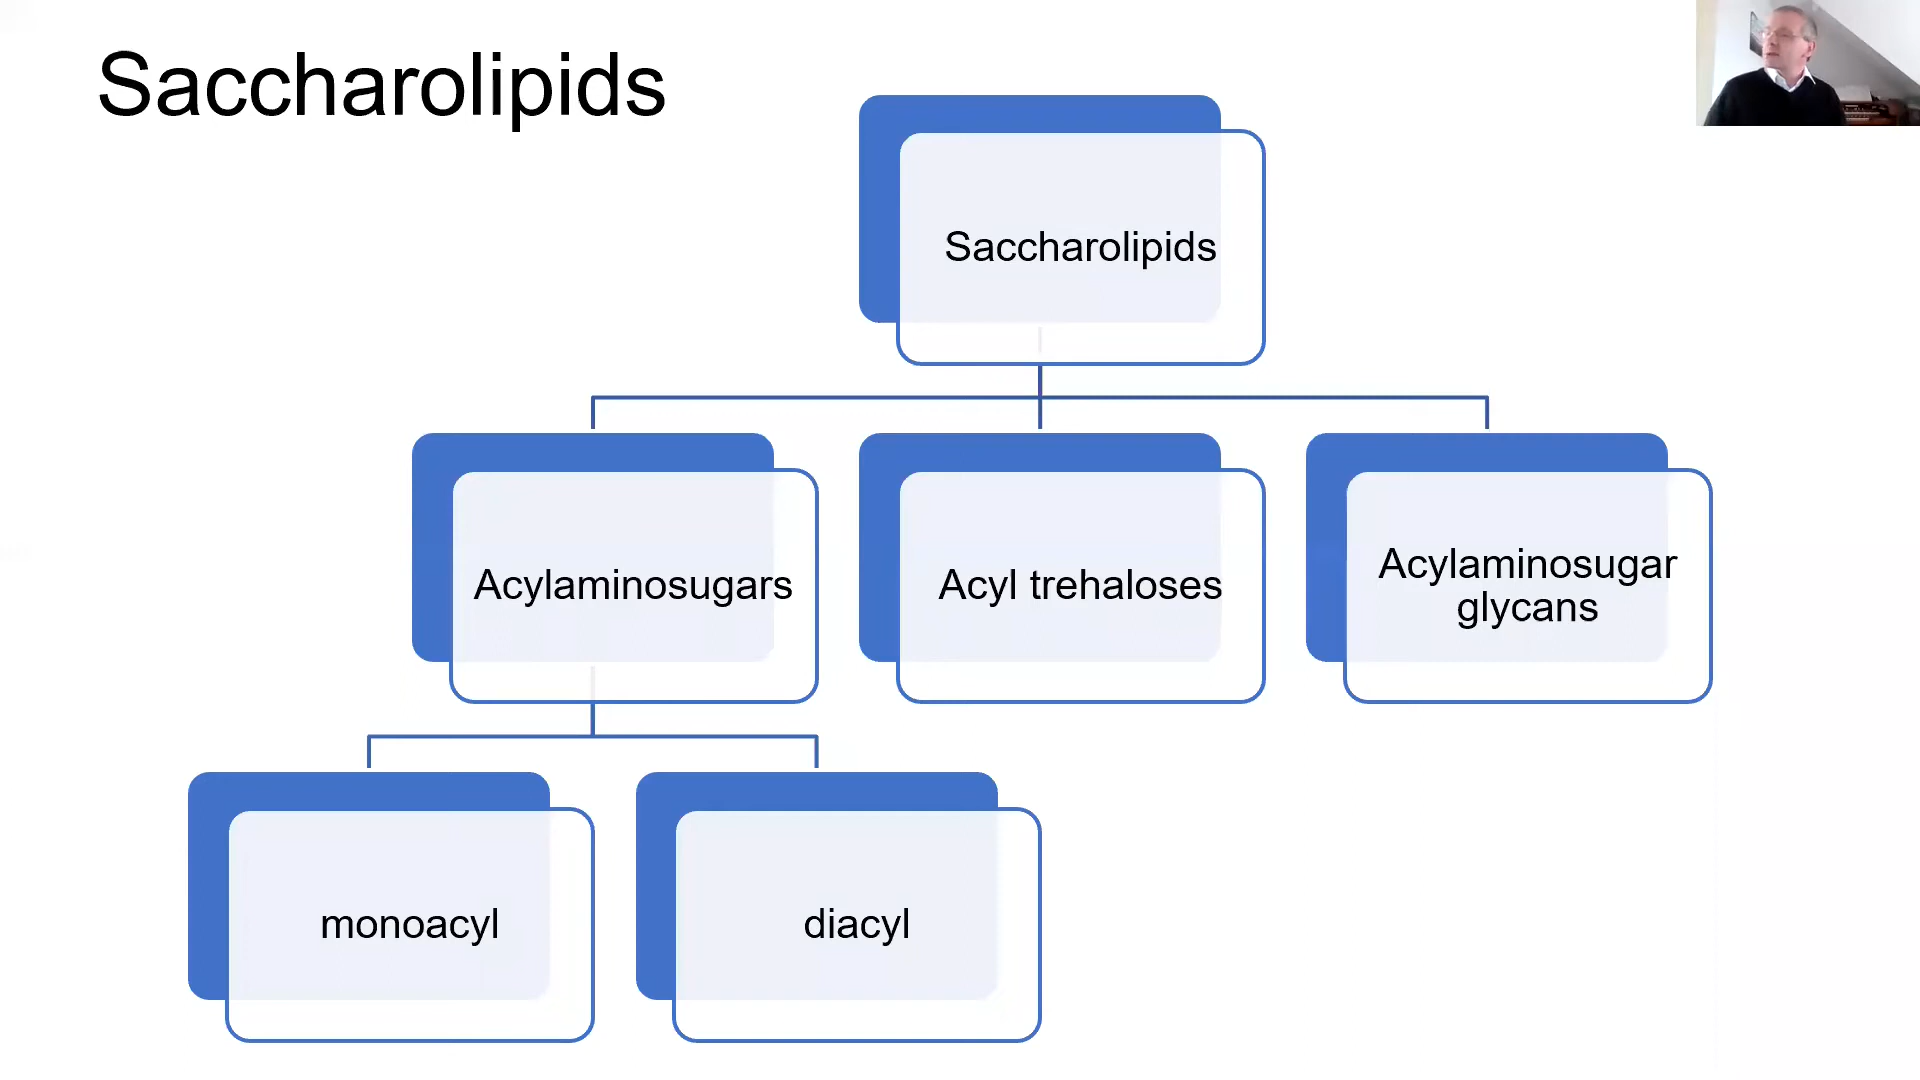 Saccharolipids
Saccharolipids
Acylaminosugars
Acyl trehaloses
Acylaminosugar
glycans
monoacyl
diacyl